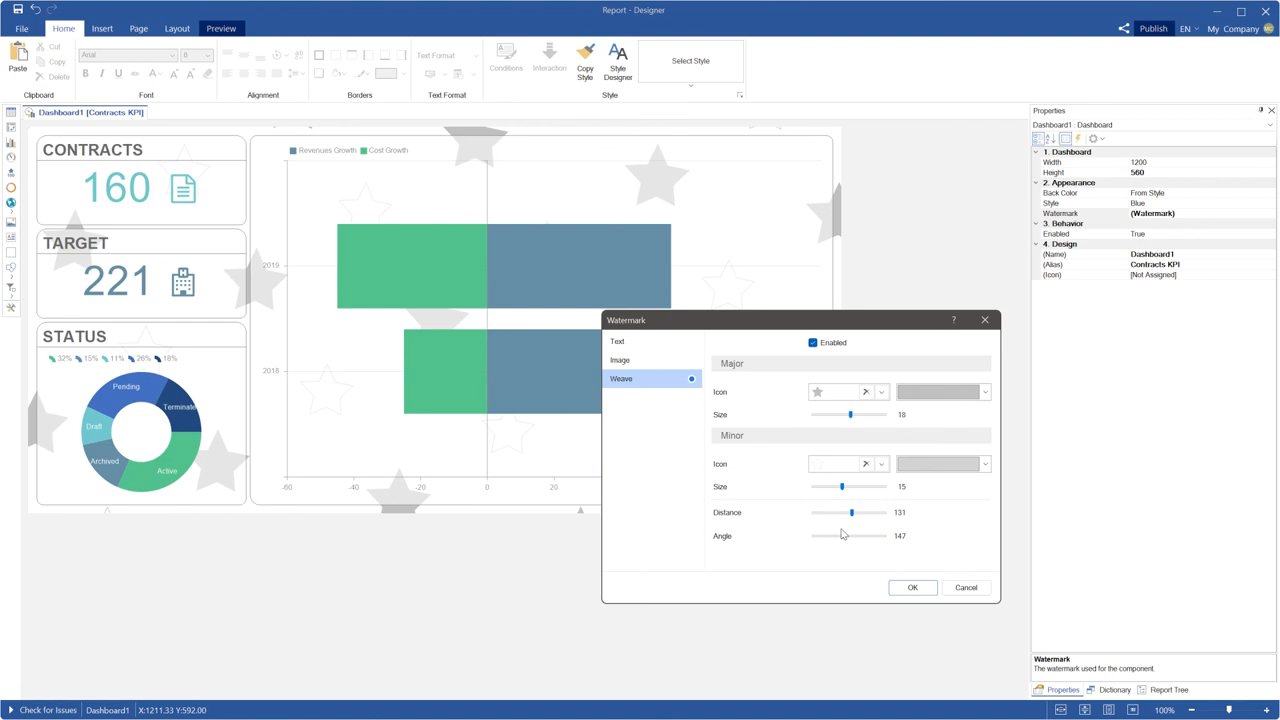 Report - Designer
File Home Insert Page Layout Preview Publish EN My Company
Paste Cut Copy Delete Clipboard
Arial 8 B I U Font
Alignment
Borders
Text Format Text Format
Conditions Interaction Copy Style Style Designer Select Style Style
Dashboard1 [Contracts KPI]
CONTRACTS
160
TARGET
221
STATUS
32% 15% 11% 26% 18%
Pending
Terminate
Draft
Archived
Active
Revenues Growth Cost Growth
2019
2018
-60 -40 -20 0 20
Watermark ?
Text
Image
Weave
Enabled
Major
Icon
Size 18
Minor
Icon
Size 15
Distance 131
Angle 147
OK Cancel
Properties
Dashboard1 : Dashboard
1. Dashboard
Width 1200
Height 560
2. Appearance
Back Color From Style
Style Blue
Watermark (Watermark)
3. Behavior
Enabled True
4. Design
(Name) Dashboard1
(Alias) Contracts KPI
(Icon) [Not Assigned]
Watermark
The watermark used for the component.
Properties Dictionary Report Tree
Check for Issues Dashboard1 X:1211.33 Y:592.00 100%